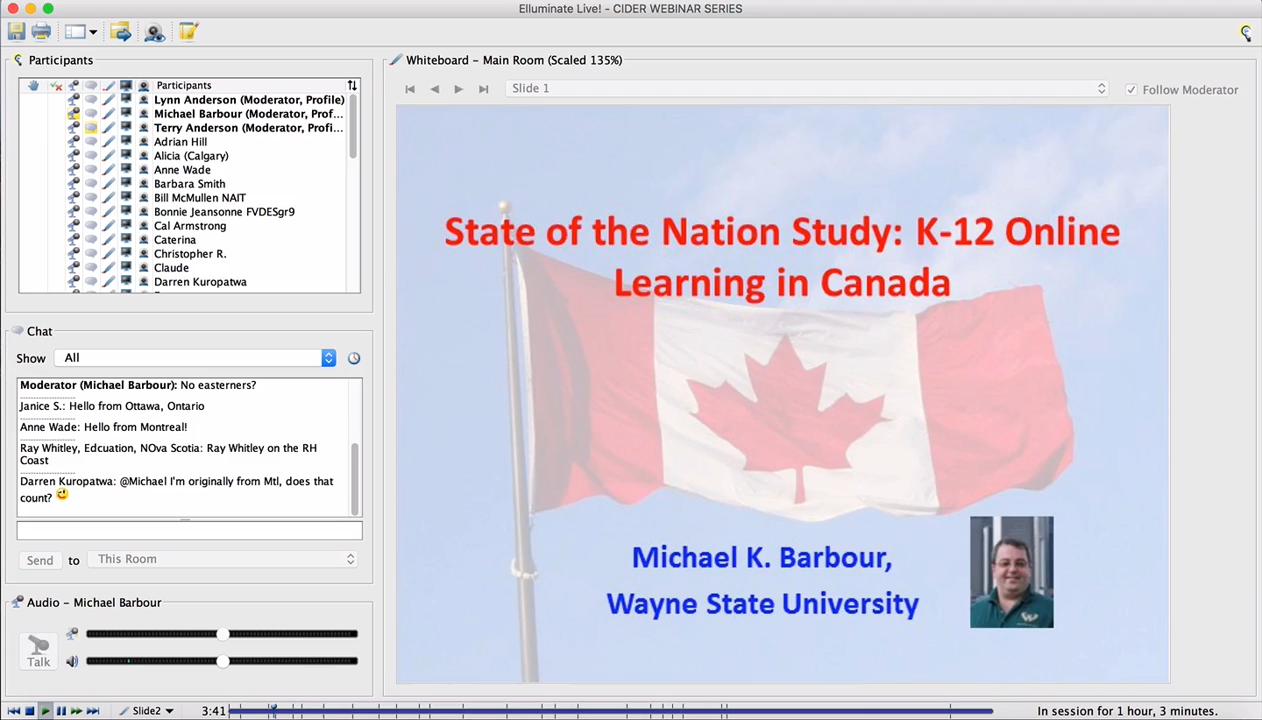 Elluminate Live! - CIDER WEBINAR SERIES
Participants
Participants
Lynn Anderson (Moderator, Profile)
Michael Barbour (Moderator, Prof...
Terry Anderson (Moderator, Profi...
Adrian Hill
Alicia (Calgary)
Anne Wade
Barbara Smith
Bill McMullen NAIT
Bonnie Jeansonne FVDESgr9
Cal Armstrong
Caterina
Christopher R.
Claude
Darren Kuropatwa
Chat
Show All
Moderator (Michael Barbour): No easterners?
Janice S.: Hello from Ottawa, Ontario
Anne Wade: Hello from Montreal!
Ray Whitley, Edcuation, NOva Scotia: Ray Whitley on the RH
Coast
Darren Kuropatwa: @Michael I'm originally from Mtl, does that
count?
Send to This Room
Audio – Michael Barbour
Talk
Whiteboard – Main Room (Scaled 135%)
Slide 1
Follow Moderator
State of the Nation Study: K-12 Online
Learning in Canada
Michael K. Barbour,
Wayne State University
Slide2
3:41
In session for 1 hour, 3 minutes.